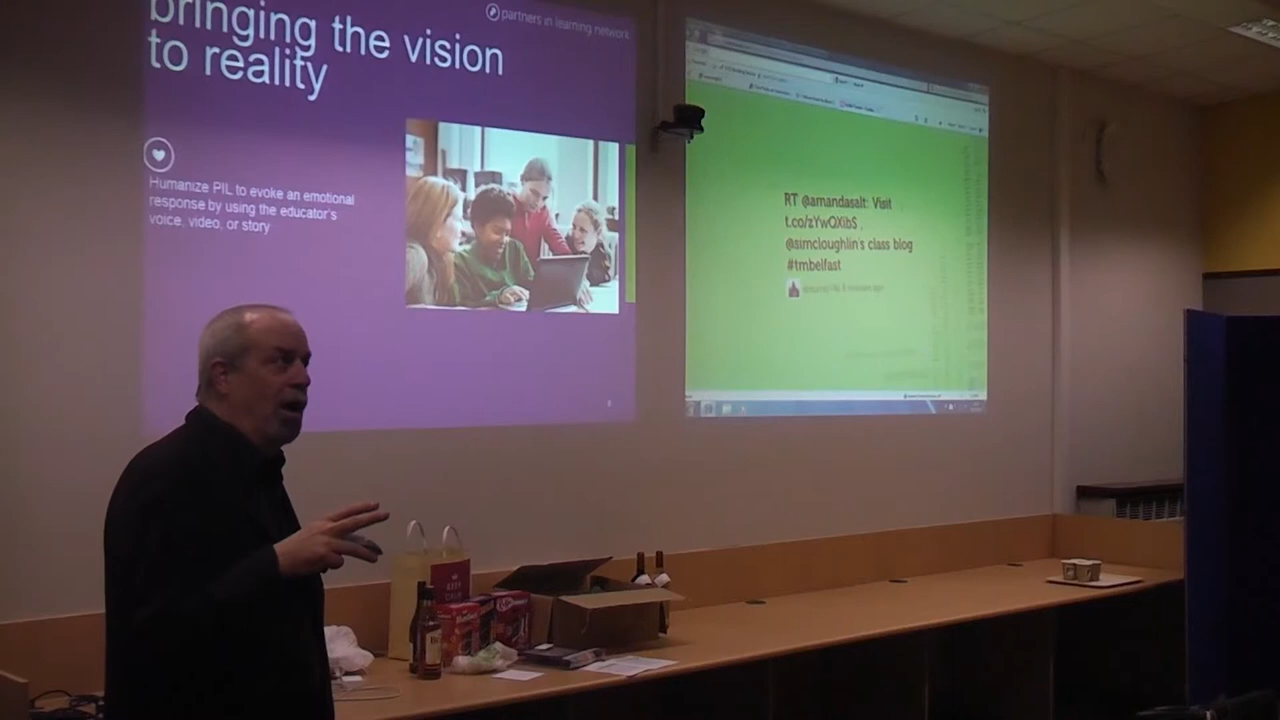 bringing the vision
to reality
partners in learning network
Humanize PIL to evoke an emotional
response by using the educator's
voice, video, or story
RT @amandasalt: Visit
t.co/zYwQXibS ,
@simcloughlin's class blog
#tmbelfast